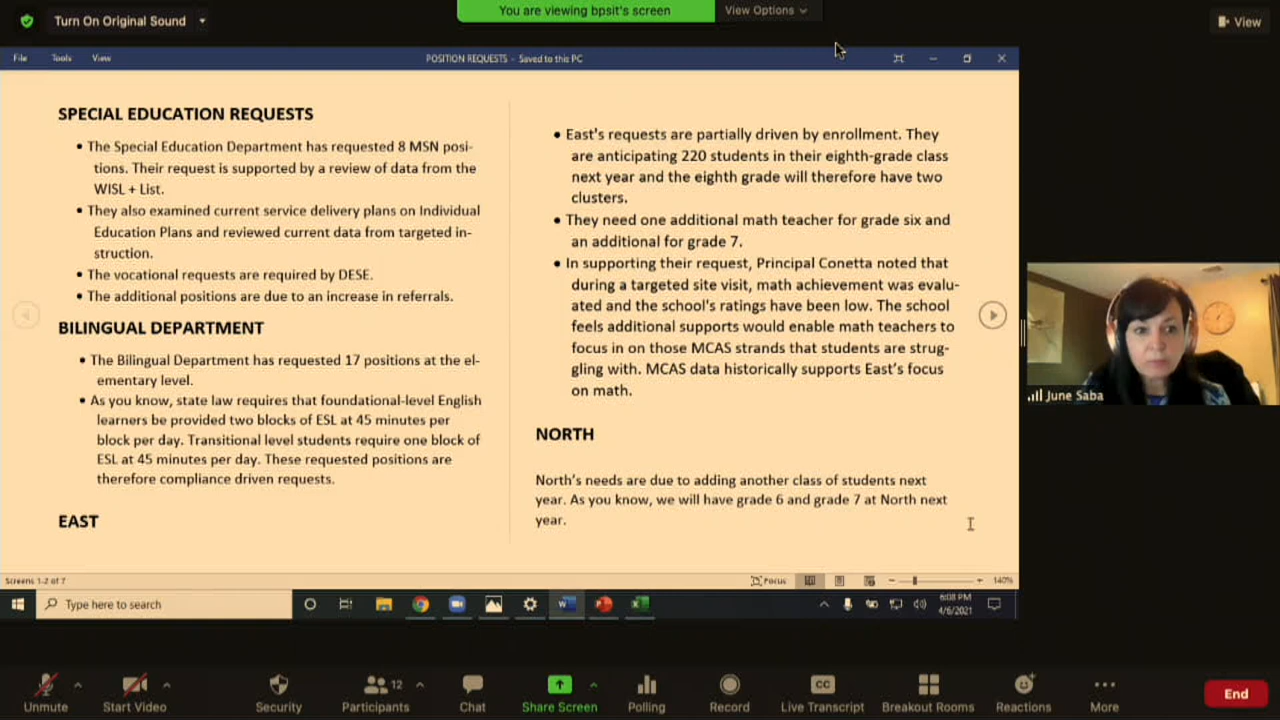 Turn On Original Sound
You are viewing bpsit's screen
View Options
View
File Tools View
POSITION REQUESTS - Saved to this PC
SPECIAL EDUCATION REQUESTS
• The Special Education Department has requested 8 MSN posi-
tions. Their request is supported by a review of data from the
WISL + List.
• They also examined current service delivery plans on Individual
Education Plans and reviewed current data from targeted in-
struction.
• The vocational requests are required by DESE.
• The additional positions are due to an increase in referrals.
BILINGUAL DEPARTMENT
• The Bilingual Department has requested 17 positions at the el-
ementary level.
• As you know, state law requires that foundational-level English
learners be provided two blocks of ESL at 45 minutes per
block per day. Transitional level students require one block of
ESL at 45 minutes per day. These requested positions are
therefore compliance driven requests.
EAST
• East's requests are partially driven by enrollment. They
are anticipating 220 students in their eighth-grade class
next year and the eighth grade will therefore have two
clusters.
• They need one additional math teacher for grade six and
an additional for grade 7.
• In supporting their request, Principal Conetta noted that
during a targeted site visit, math achievement was evalu-
ated and the school's ratings have been low. The school
feels additional supports would enable math teachers to
focus in on those MCAS strands that students are strug-
gling with. MCAS data historically supports East's focus
on math.
NORTH
North's needs are due to adding another class of students next
year. As you know, we will have grade 6 and grade 7 at North next
year.
June Saba
Screens 1-2 of 7
Focus
140%
Type here to search
6:08 PM
4/6/2021
Unmute
Start Video
Security
12
Participants
Chat
Share Screen
Polling
Record
CC
Live Transcript
Breakout Rooms
Reactions
More
End